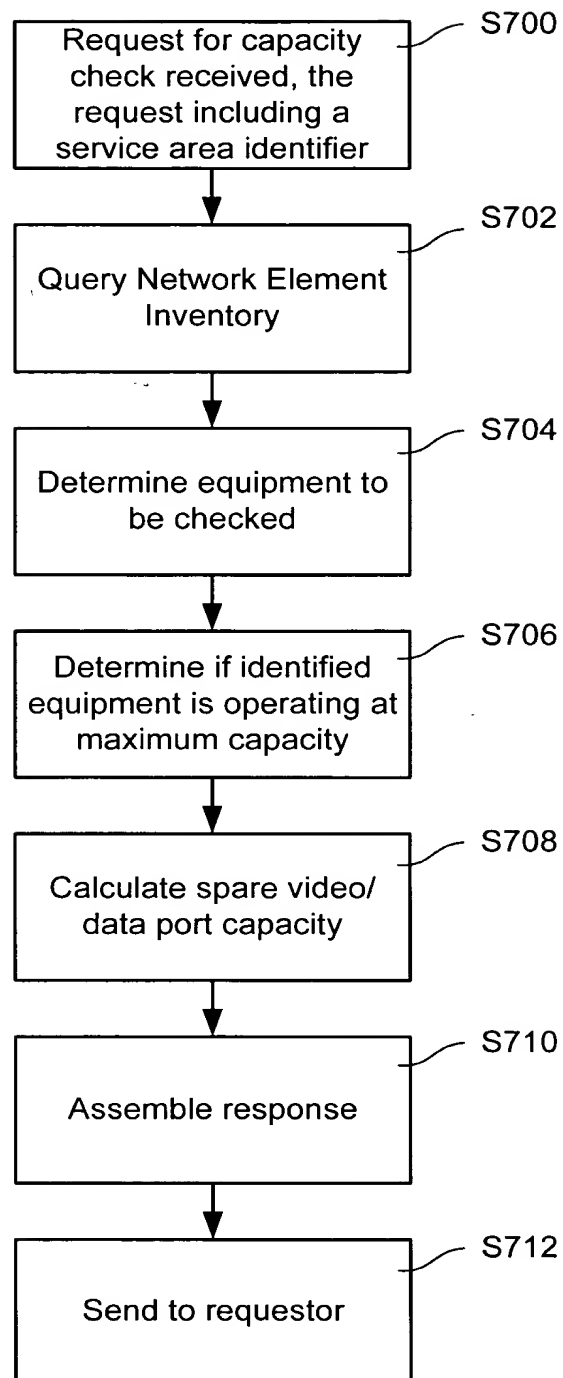 Request for capacity
check received, the
request including a
service area identifier
S700
Query Network Element
Inventory
S702
Determine equipment to
be checked
S704
Determine if identified
equipment is operating at
maximum capacity
S706
Calculate spare video/
data port capacity
S708
Assemble response
S710
Send to requestor
S712